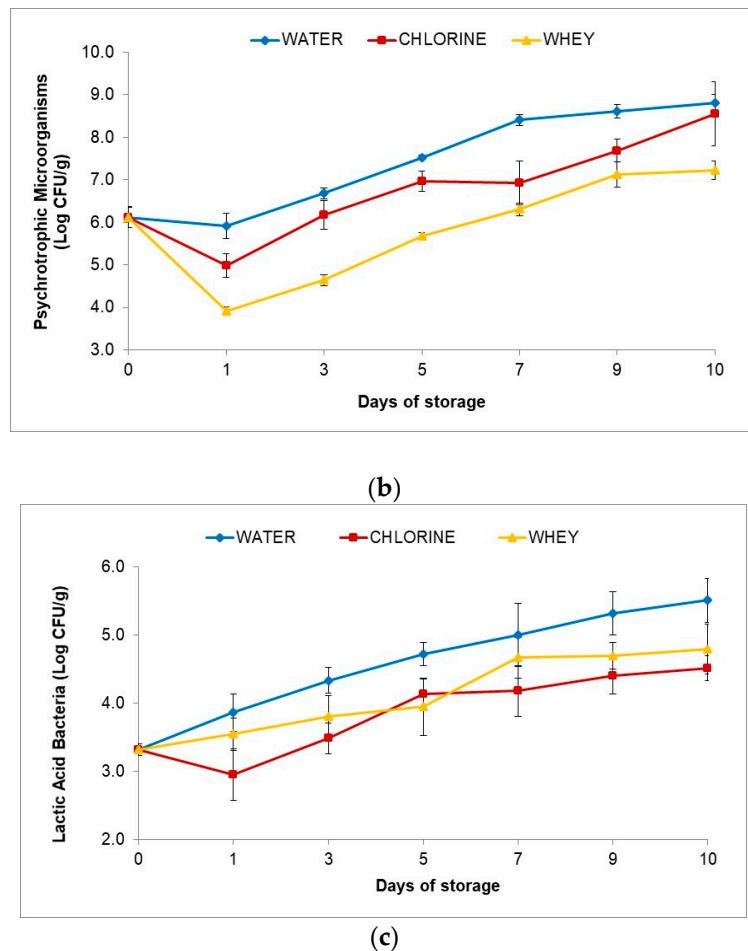 WATER CHLORINE WHEY
10.0
9.0
8.0
7.0
6.0
5.0
4.0
3.0
Psychrotrophic Microorganisms
(Log CFU/g)
0 1 3 5 7 9 10
Days of storage
(b)
WATER CHLORINE WHEY
6.0
5.0
4.0
3.0
2.0
Lactic Acid Bacteria (Log CFU/g)
0 1 3 5 7 9 10
Days of storage
(c)